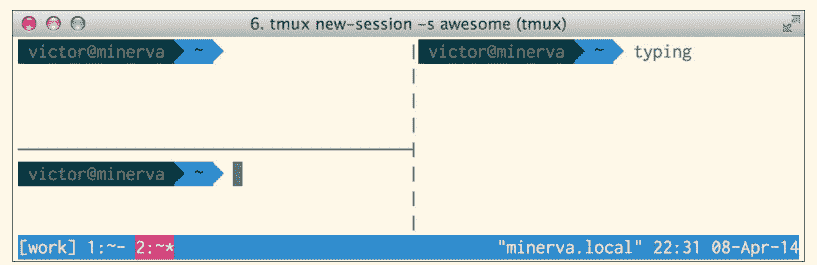 6. tmux new-session -s awesome (tmux)
victor@minerva ~
victor@minerva ~ typing
victor@minerva ~
[work] 1:~- 2:~* "minerva.local" 22:31 08-Apr-14